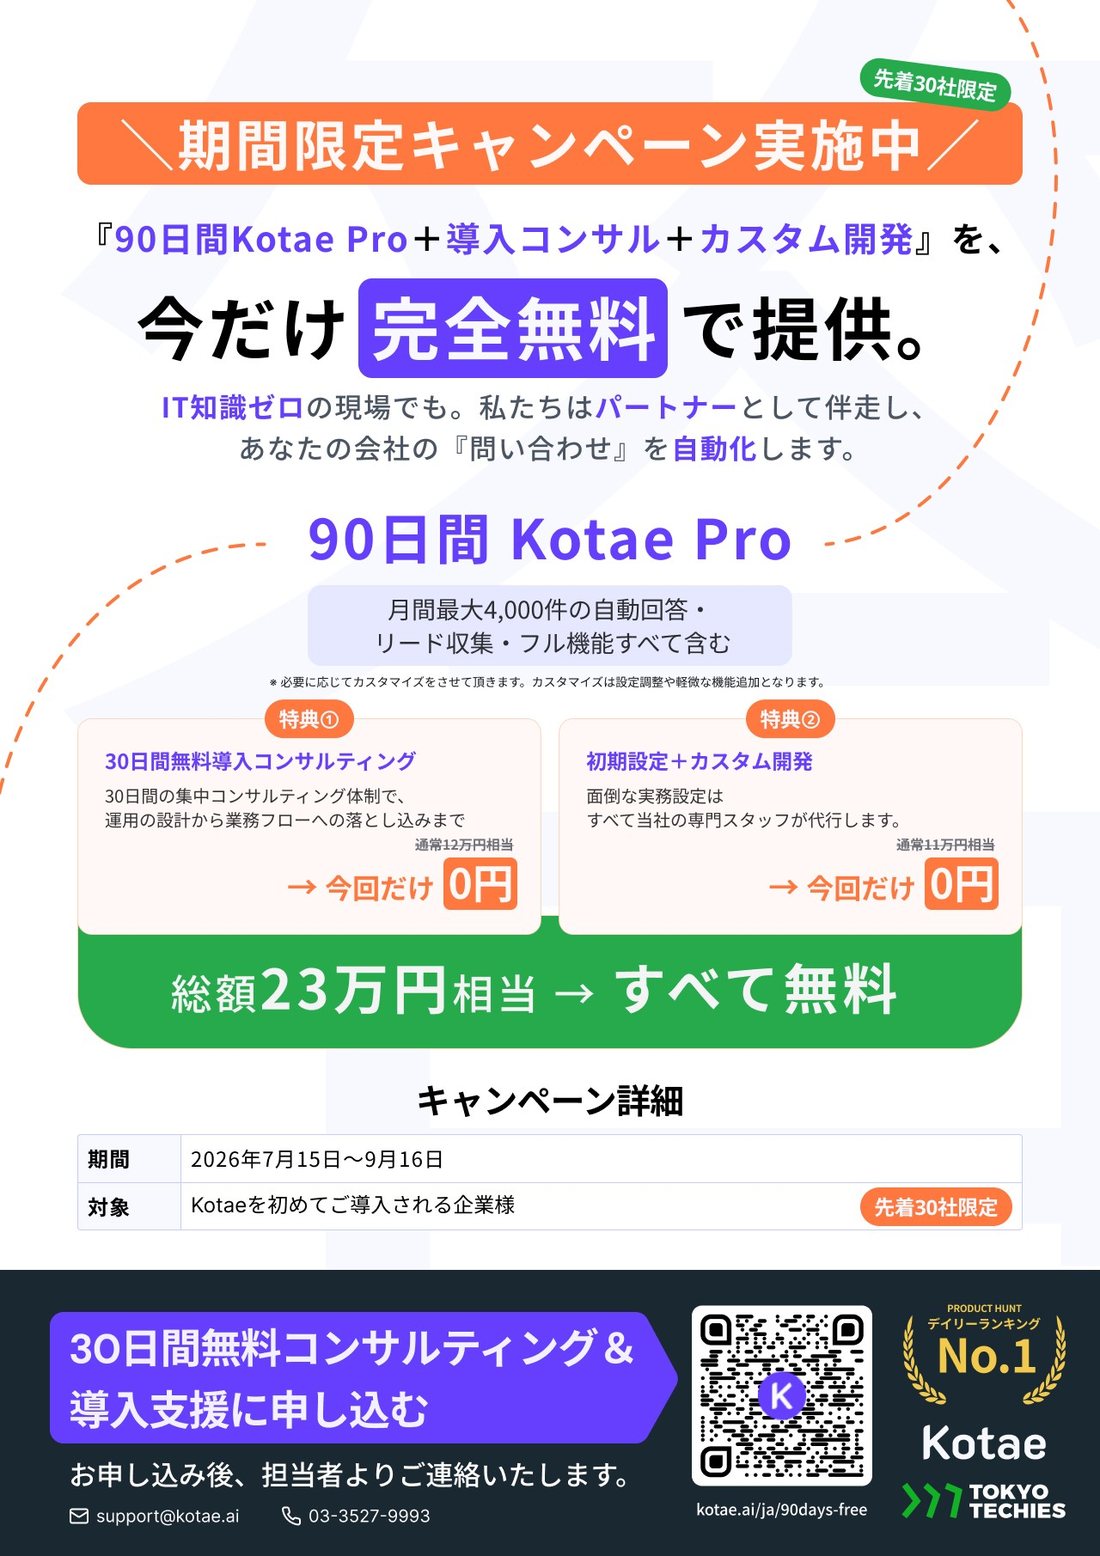 先着30社限定
＼期間限定キャンペーン実施中／
『90日間Kotae Pro＋導入コンサル＋カスタム開発』を、
今だけ 完全無料 で提供。
IT知識ゼロの現場でも。私たちはパートナーとして伴走し、
あなたの会社の『問い合わせ』を自動化します。
90日間 Kotae Pro
月間最大4,000件の自動回答・
リード収集・フル機能すべて含む
※ 必要に応じてカスタマイズをさせて頂きます。カスタマイズは設定調整や軽微な機能追加となります。
特典①
30日間無料導入コンサルティング
30日間の集中コンサルティング体制で、
運用の設計から業務フローへの落とし込みまで
通常12万円相当
→ 今回だけ 0円
特典②
初期設定＋カスタム開発
面倒な実務設定は
すべて当社の専門スタッフが代行します。
通常11万円相当
→ 今回だけ 0円
総額23万円相当 → すべて無料
キャンペーン詳細
期間 2026年7月15日〜9月16日
対象 Kotaeを初めてご導入される企業様 先着30社限定
30日間無料コンサルティング＆
導入支援に申し込む
お申し込み後、担当者よりご連絡いたします。
support@kotae.ai 03-3527-9993
K
kotae.ai/ja/90days-free
PRODUCT HUNT
デイリーランキング
No.1
Kotae
TOKYO
TECHIES